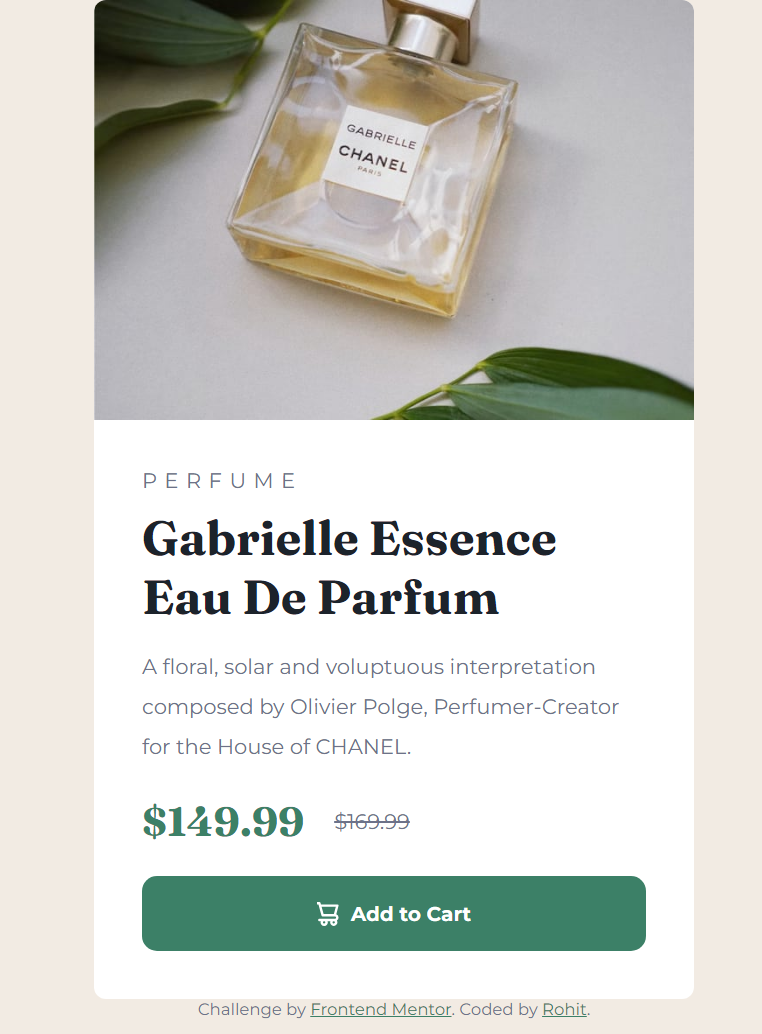 GABRIELLE
CHANEL
PARIS
PERFUME
Gabrielle Essence
Eau De Parfum
A floral, solar and voluptuous interpretation
composed by Olivier Polge, Perfumer-Creator
for the House of CHANEL.
$149.99 $169.99
Add to Cart
Challenge by Frontend Mentor. Coded by Rohit.